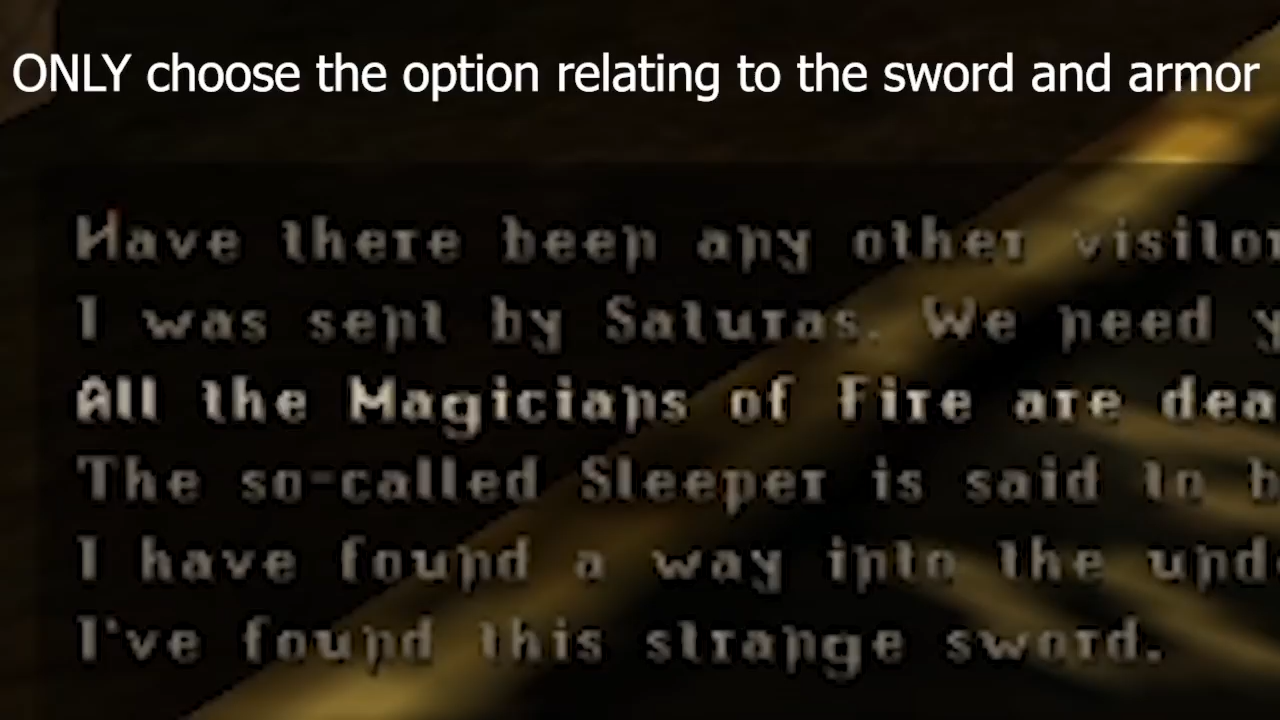 ONLY choose the option relating to the sword and armor
Have there been any other
I was sent by Saturas. We need
All the Magicians of Fire are
The so-called Sleeper is said to
I have found a way into the
I've found this strange sword.